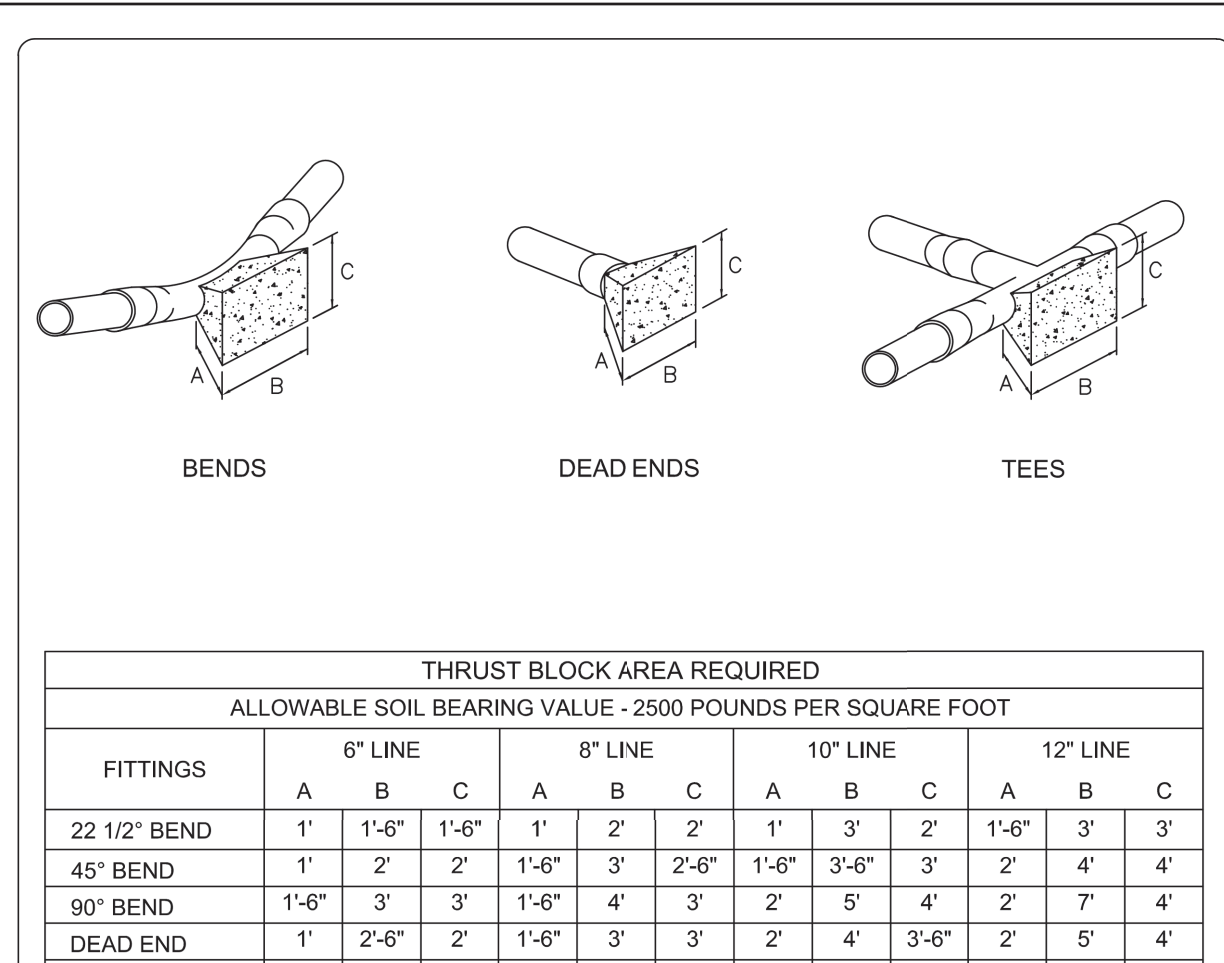 C
A
B
C
A
B
C
A
B
BENDS
DEAD ENDS
TEES
THRUST BLOCK AREA REQUIRED
ALLOWABLE SOIL BEARING VALUE - 2500 POUNDS PER SQUARE FOOT
FITTINGS 6" LINE 8" LINE 10" LINE 12" LINE
A B C A B C A B C A B C
22 1/2° BEND 1' 1'-6" 1'-6" 1' 2' 2' 1' 3' 2' 1'-6" 3' 3'
45° BEND 1' 2' 2' 1'-6" 3' 2'-6" 1'-6" 3'-6" 3' 2' 4' 4'
90° BEND 1'-6" 3' 3' 1'-6" 4' 3' 2' 5' 4' 2' 7' 4'
DEAD END 1' 2'-6" 2' 1'-6" 3' 3' 2' 4' 3'-6" 2' 5' 4'